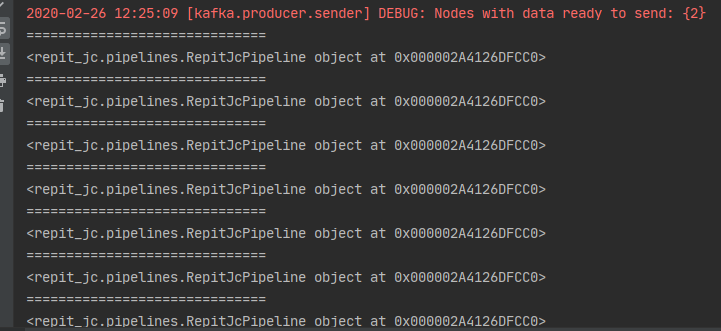 2020-02-26 12:25:09 [kafka.producer.sender] DEBUG: Nodes with data ready to send: {2}
==============================
<repit_jc.pipelines.RepitJcPipeline object at 0x000002A4126DFCC0>
==============================
<repit_jc.pipelines.RepitJcPipeline object at 0x000002A4126DFCC0>
==============================
<repit_jc.pipelines.RepitJcPipeline object at 0x000002A4126DFCC0>
==============================
<repit_jc.pipelines.RepitJcPipeline object at 0x000002A4126DFCC0>
==============================
<repit_jc.pipelines.RepitJcPipeline object at 0x000002A4126DFCC0>
==============================
<repit_jc.pipelines.RepitJcPipeline object at 0x000002A4126DFCC0>
==============================
<repit_jc.pipelines.RepitJcPipeline object at 0x000002A4126DFCC0>